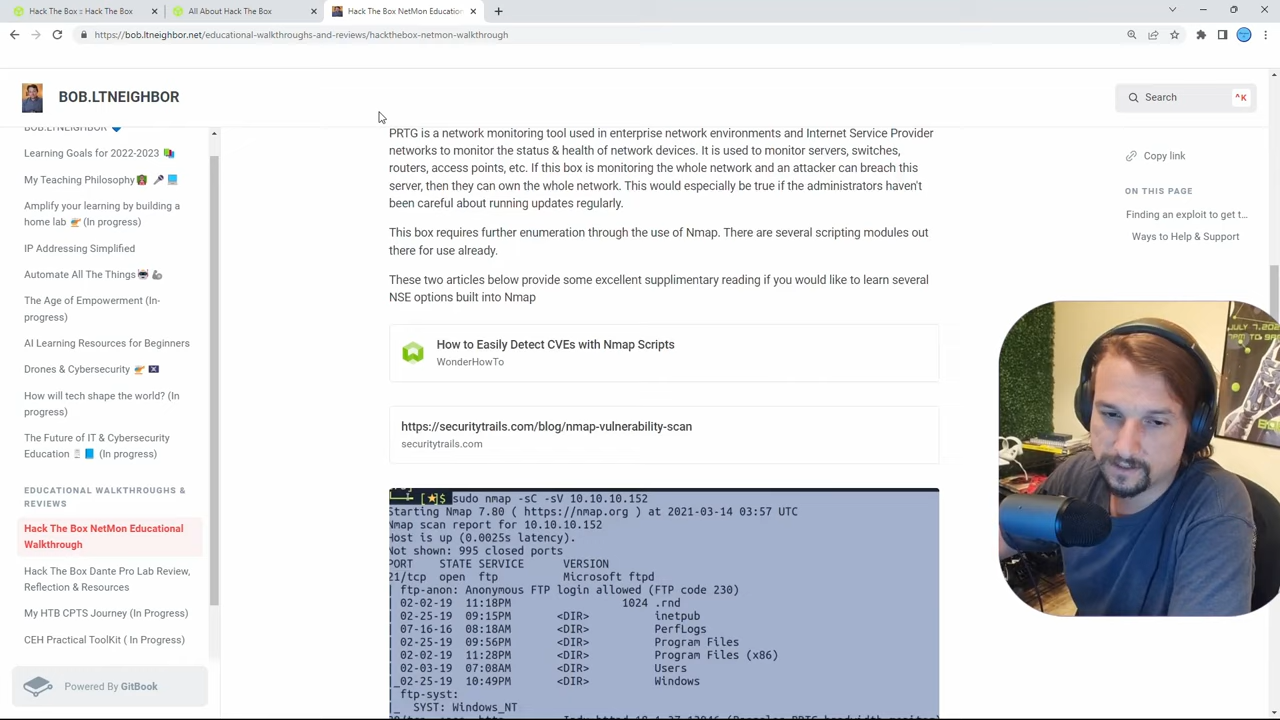 Hack The Box :: Hack The Box
All About Hack The Box
Hack The Box NetMon Educatio
https://bob.ltneighbor.net/educational-walkthroughs-and-reviews/hackthebox-netmon-walkthrough
BOB.LTNEIGHBOR
Search
^K
BOB.LTNEIGHBOR
Learning Goals for 2022-2023
My Teaching Philosophy
Amplify your learning by building a
home lab (In progress)
IP Addressing Simplified
Automate All The Things
The Age of Empowerment (In-
progress)
AI Learning Resources for Beginners
Drones & Cybersecurity
How will tech shape the world? (In
progress)
The Future of IT & Cybersecurity
Education (In progress)
EDUCATIONAL WALKTHROUGHS &
REVIEWS
Hack The Box NetMon Educational
Walkthrough
Hack The Box Dante Pro Lab Review,
Reflection & Resources
My HTB CPTS Journey (In Progress)
CEH Practical ToolKit ( In Progress)
Powered By GitBook
PRTG is a network monitoring tool used in enterprise network environments and Internet Service Provider
networks to monitor the status & health of network devices. It is used to monitor servers, switches,
routers, access points, etc. If this box is monitoring the whole network and an attacker can breach this
server, then they can own the whole network. This would especially be true if the administrators haven't
been careful about running updates regularly.
This box requires further enumeration through the use of Nmap. There are several scripting modules out
there for use already.
These two articles below provide some excellent supplimentary reading if you would like to learn several
NSE options built into Nmap
How to Easily Detect CVEs with Nmap Scripts
WonderHowTo
https://securitytrails.com/blog/nmap-vulnerability-scan
securitytrails.com
[★]$ sudo nmap -sC -sV 10.10.10.152
Starting Nmap 7.80 ( https://nmap.org ) at 2021-03-14 03:57 UTC
Nmap scan report for 10.10.10.152
Host is up (0.0025s latency).
Not shown: 995 closed ports
PORT STATE SERVICE VERSION
21/tcp open ftp Microsoft ftpd
| ftp-anon: Anonymous FTP login allowed (FTP code 230)
| 02-02-19 11:18PM 1024 .rnd
| 02-25-19 09:15PM <DIR> inetpub
| 07-16-16 08:18AM <DIR> PerfLogs
| 02-25-19 09:56PM <DIR> Program Files
| 02-02-19 11:28PM <DIR> Program Files (x86)
| 02-03-19 07:08AM <DIR> Users
|_02-25-19 10:49PM <DIR> Windows
| ftp-syst:
|_ SYST: Windows_NT
Copy link
ON THIS PAGE
Finding an exploit to get t...
Ways to Help & Support